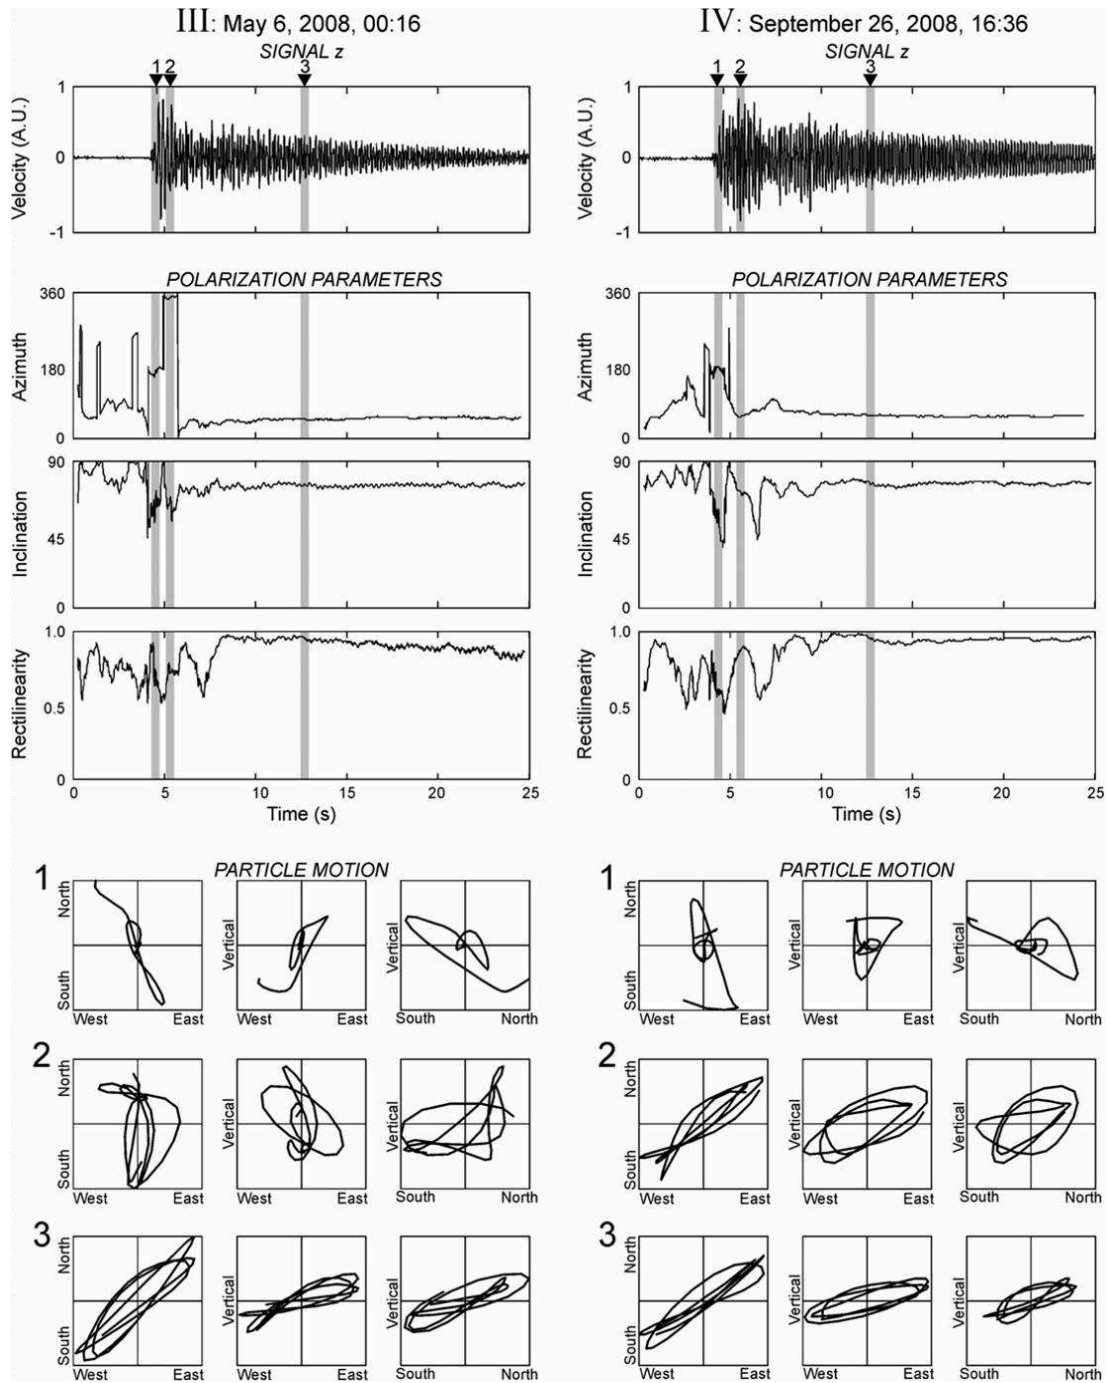 III: May 6, 2008, 00:16
SIGNAL z
1 2 3
1
0
-1
Velocity (A.U.)
POLARIZATION PARAMETERS
360
180
0
Azimuth
90
45
0
Inclination
1.0
0.5
0
Rectilinearity
0 5 10 15 20 25
Time (s)
PARTICLE MOTION
1
North
South
West East
Vertical
West East
Vertical
South North
2
North
South
West East
Vertical
West East
Vertical
South North
3
North
South
West East
Vertical
West East
Vertical
South North
IV: September 26, 2008, 16:36
SIGNAL z
1 2 3
1
0
-1
Velocity (A.U.)
0 5 10 15 20 25
POLARIZATION PARAMETERS
360
180
0
Azimuth
90
45
0
Inclination
1.0
0.5
0
Rectilinearity
0 5 10 15 20 25
Time (s)
PARTICLE MOTION
1
North
South
West East
Vertical
West East
Vertical
South North
2
North
South
West East
Vertical
West East
Vertical
South North
3
North
South
West East
Vertical
West East
Vertical
South North